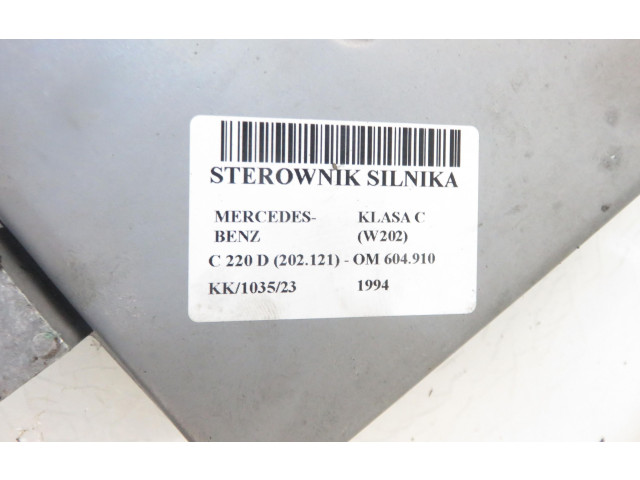 STEROWNIK SILNIKA
MERCEDES- KLASA C
BENZ (W202)
C 220 D (202.121) - OM 604.910
KK/1035/23 1994